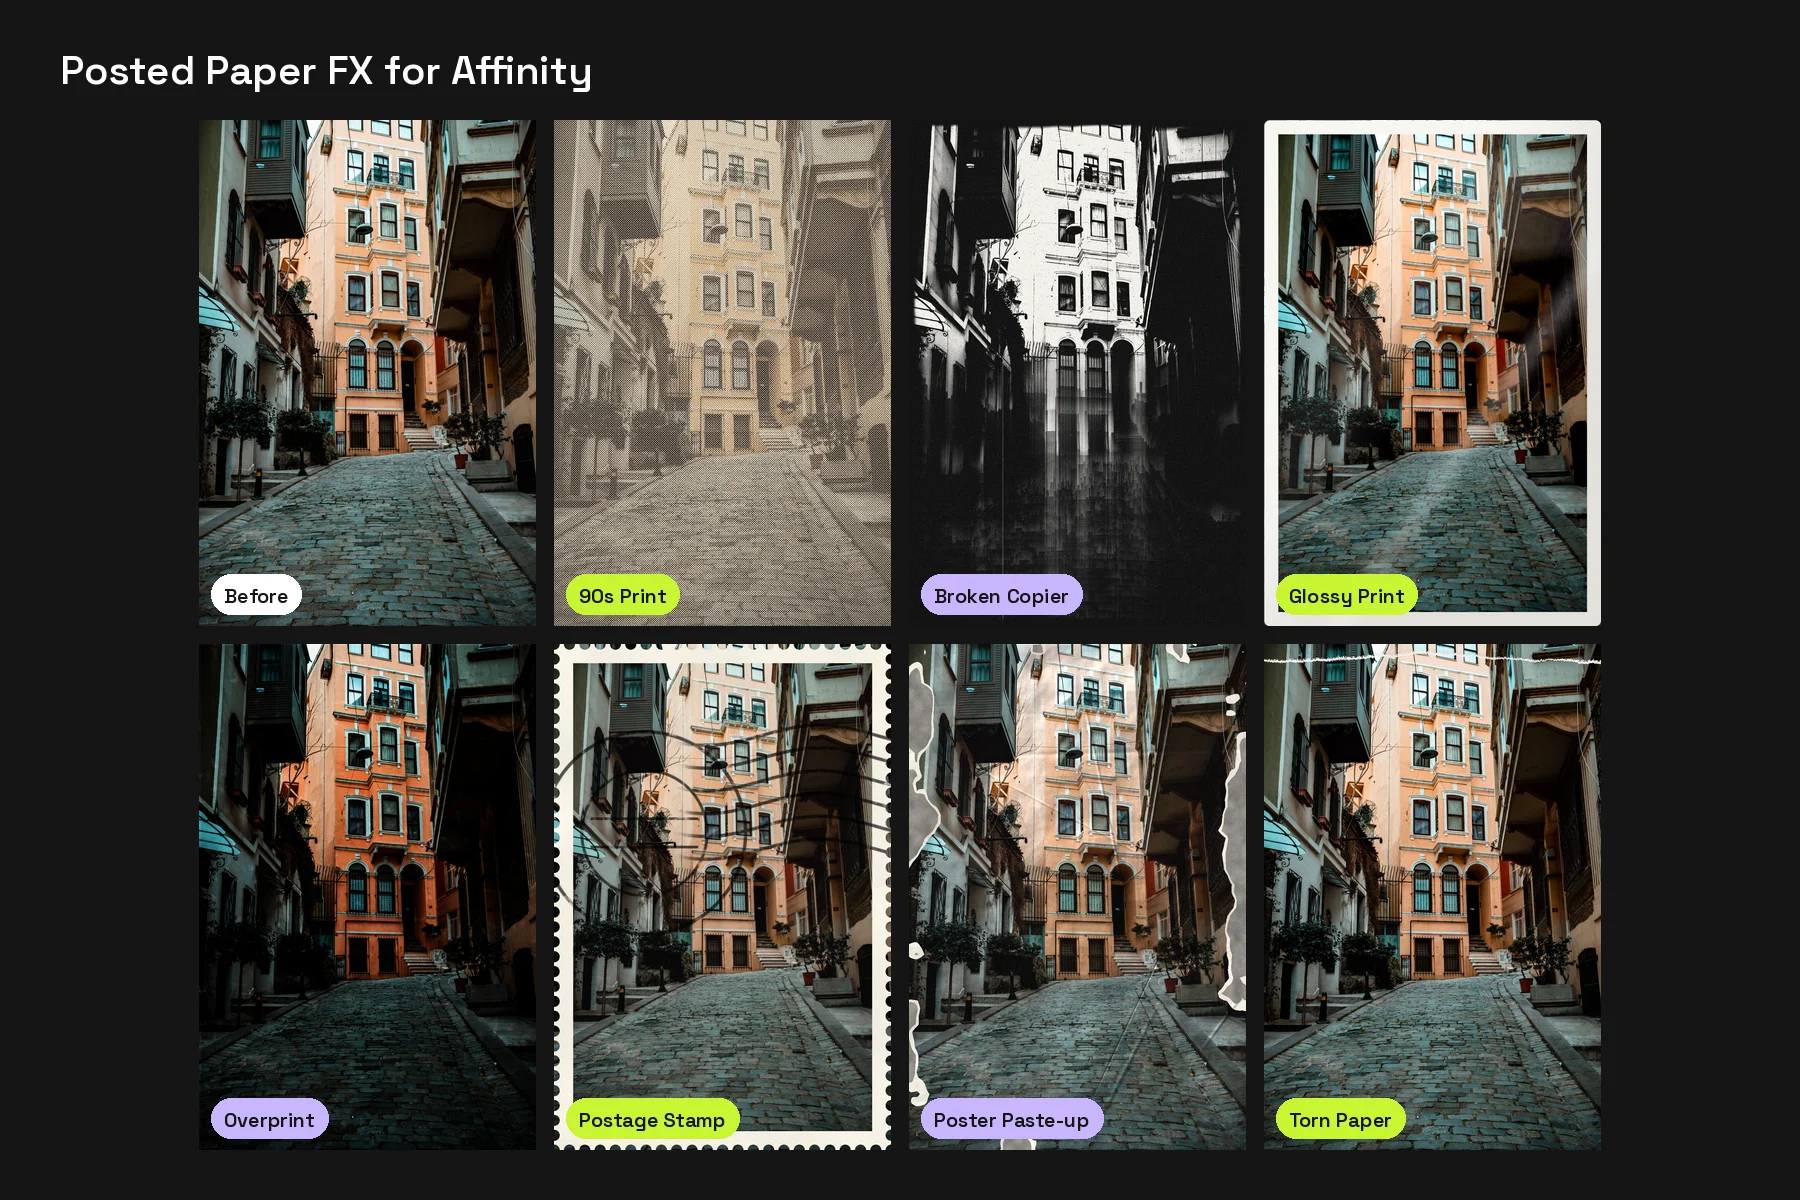 Posted Paper FX for Affinity
Before
90s Print
Broken Copier
Glossy Print
Overprint
Postage Stamp
Poster Paste-up
Torn Paper